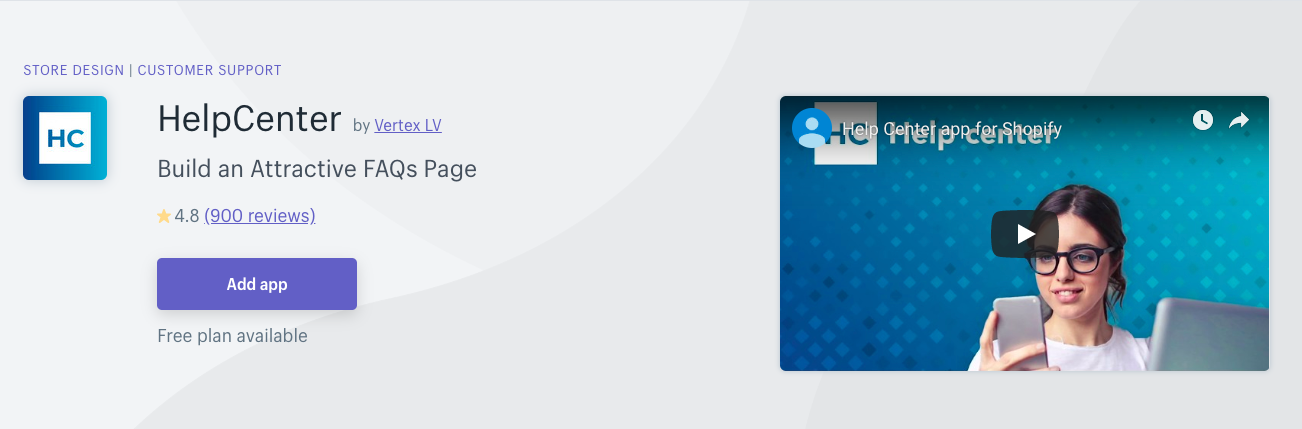 STORE DESIGN | CUSTOMER SUPPORT
HC
HelpCenter by Vertex LV
Build an Attractive FAQs Page
4.8 (900 reviews)
Add app
Free plan available
HC
Help Center app for Shopify
Help center